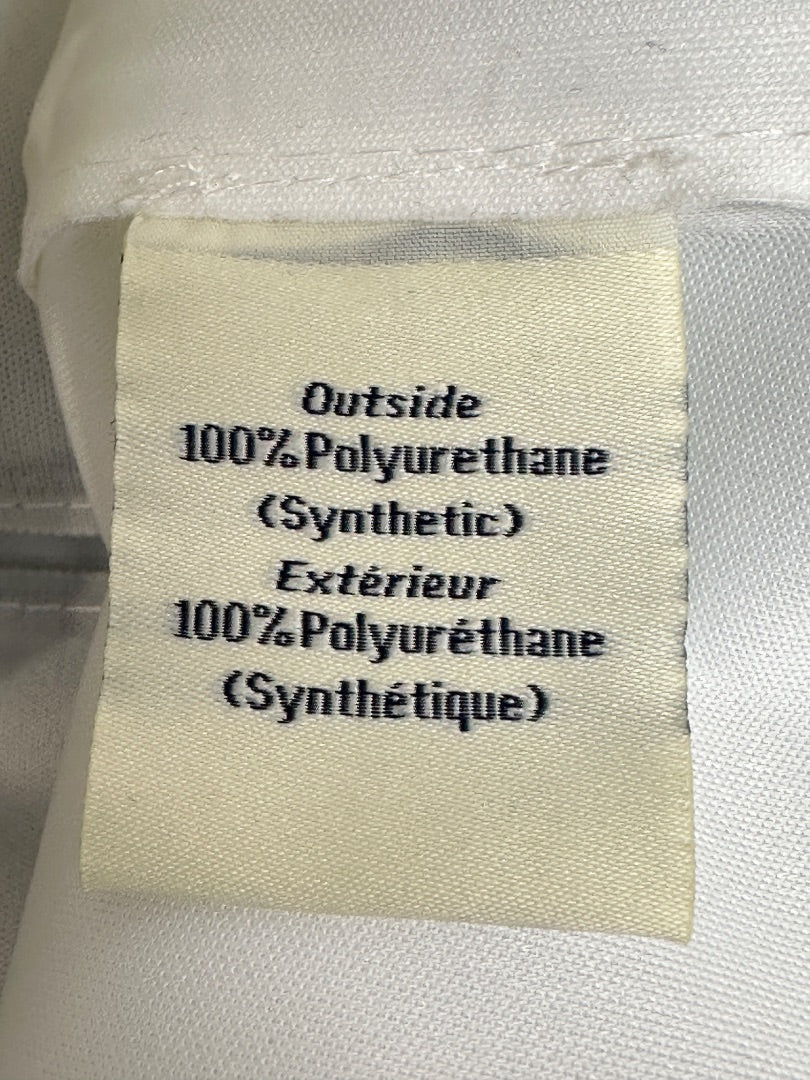 Outside
100% Polyurethane
(Synthetic)
Extérieur
100% Polyuréthane
(Synthétique)